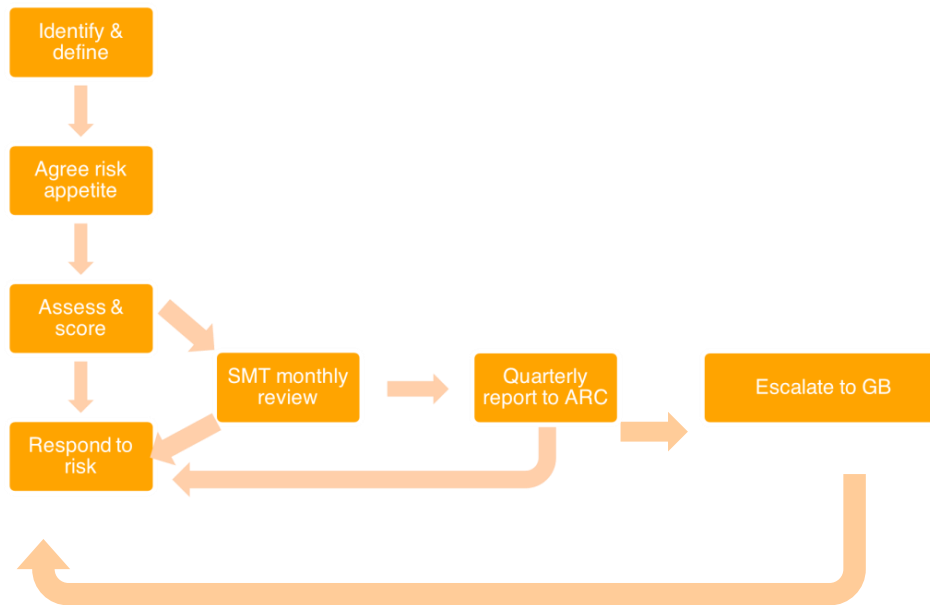 Identify &
define
Agree risk
appetite
Assess &
score
SMT monthly
review
Quarterly
report to ARC
Escalate to GB
Respond to
risk